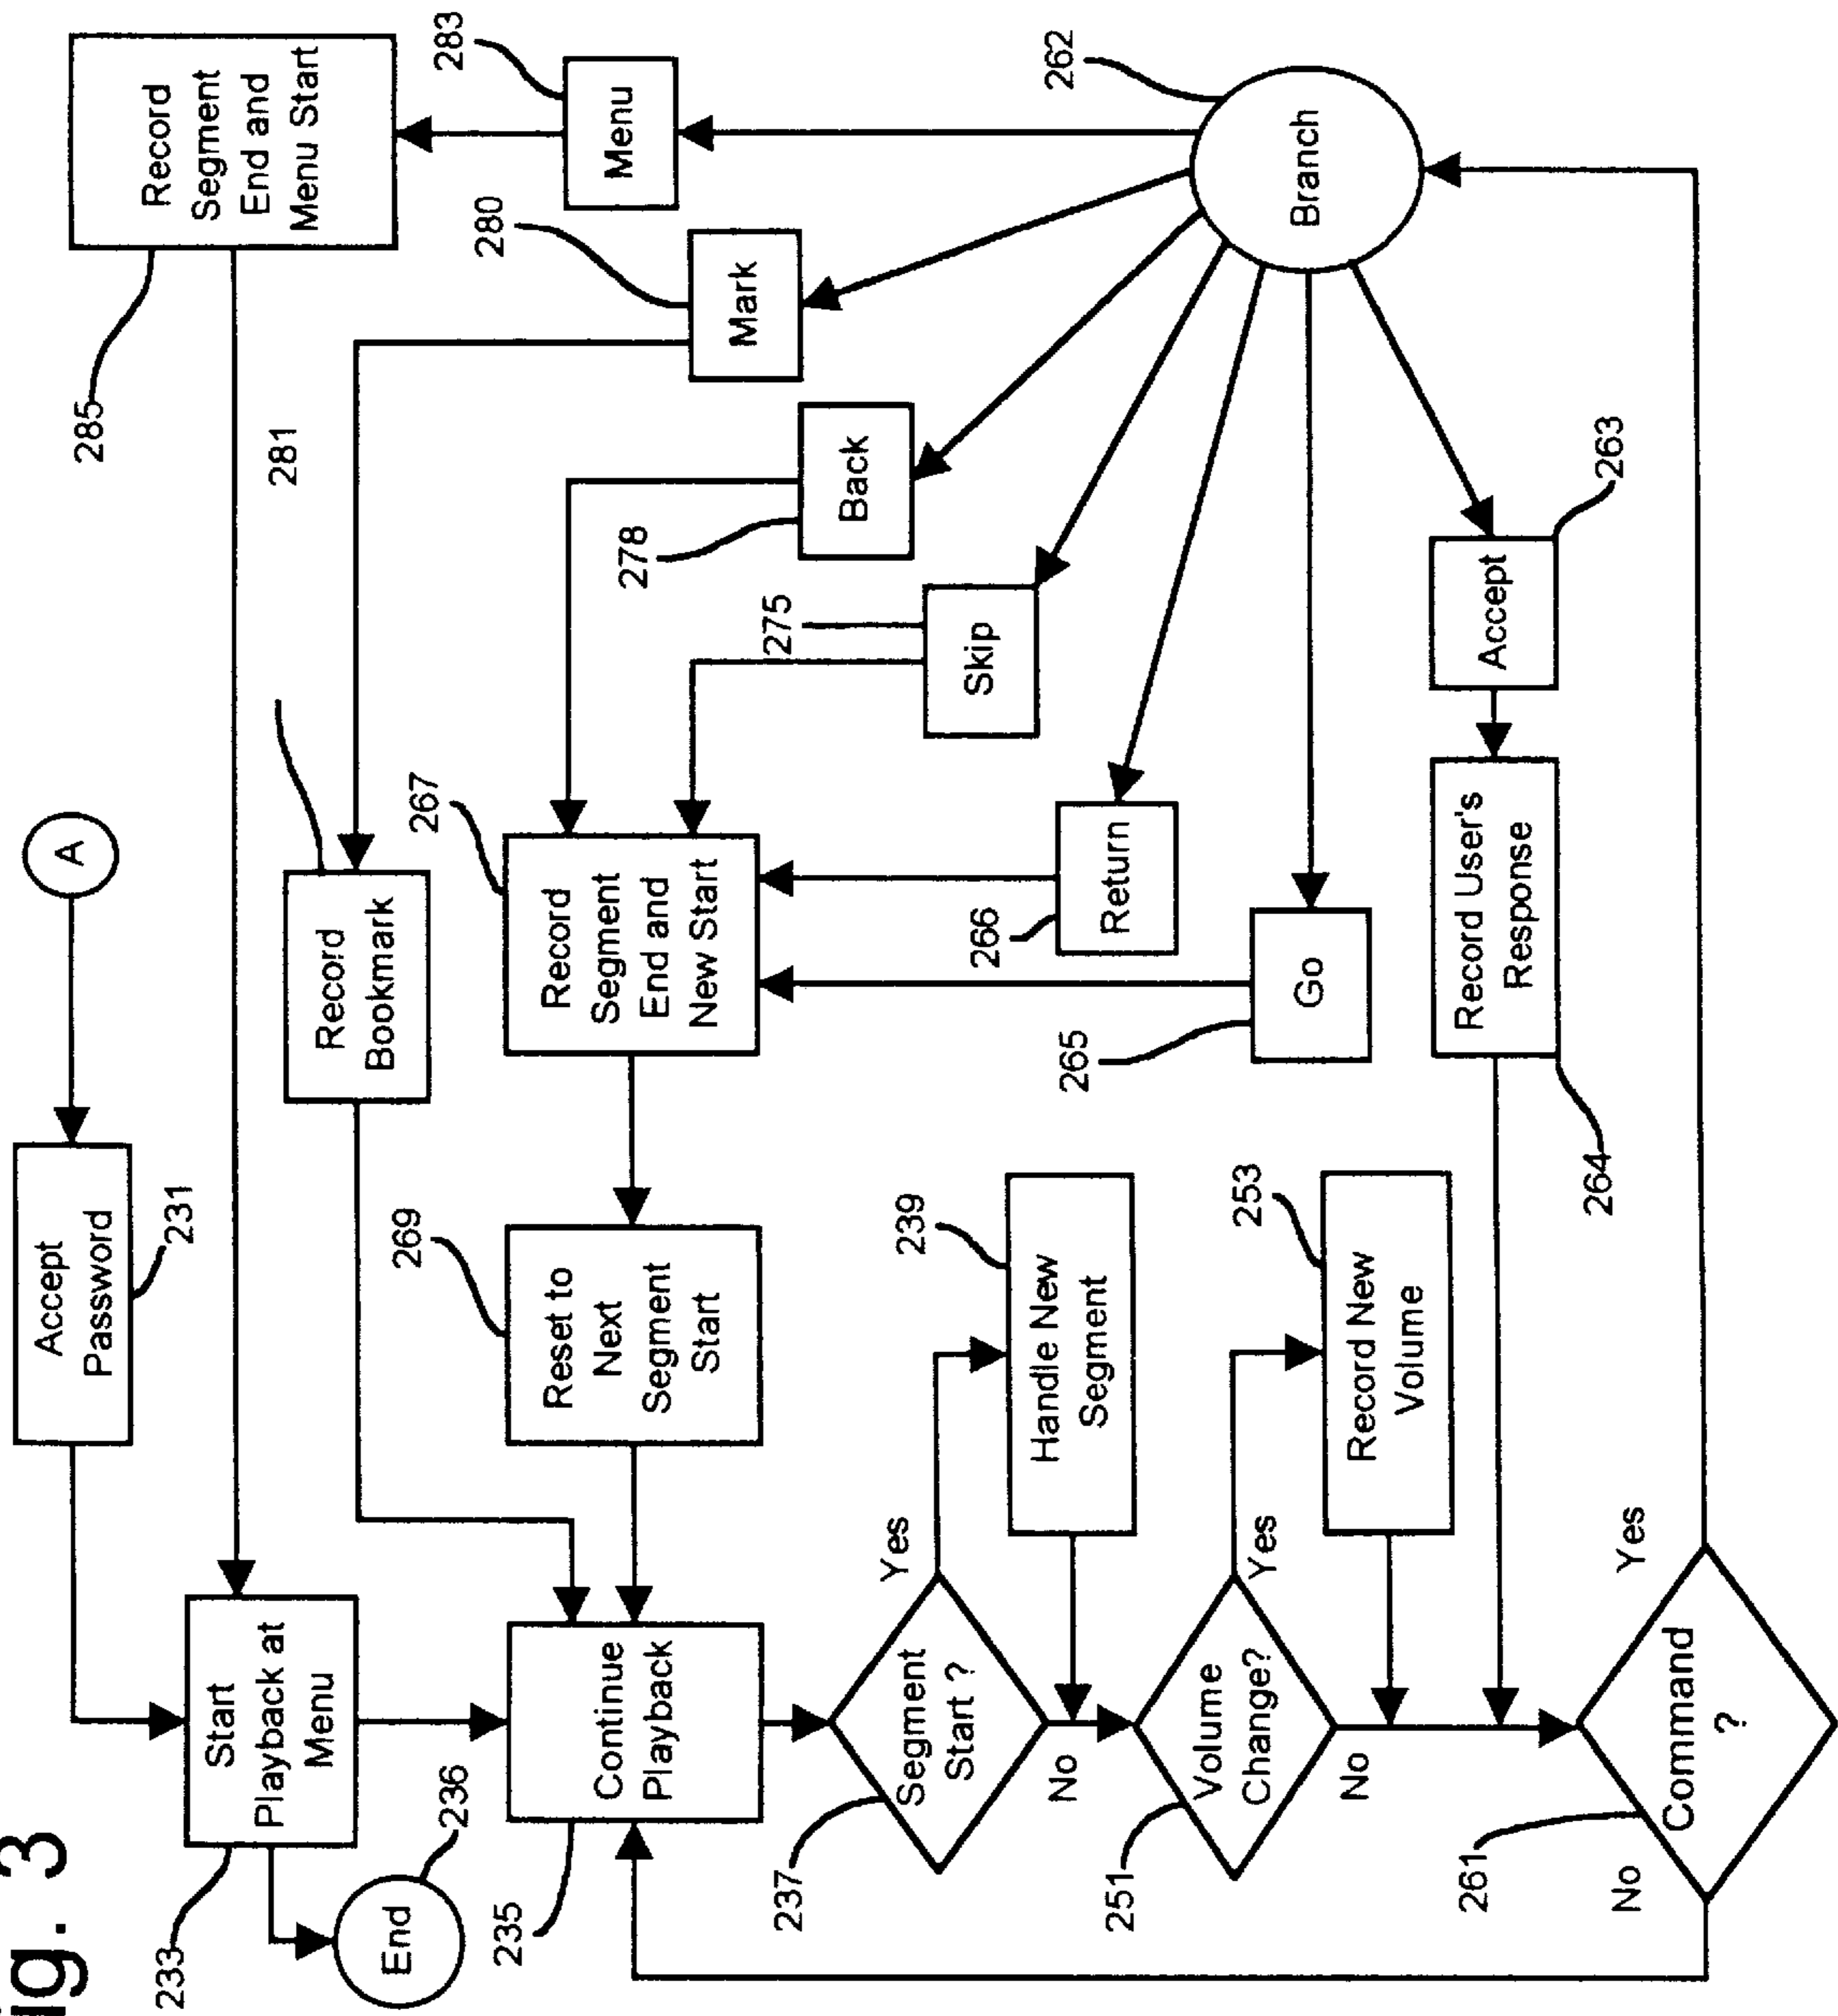 ig. 3
A
Accept
Password
231
Start
Playback at
Menu
233
End
236
Record
Segment
End and
Menu Start
285
283
Menu
281
Record
Bookmark
280
Mark
267
Record
Segment
End and
New Start
278
Back
269
Reset to
Next
Segment
Start
275
Skip
235
Continue
Playback
266
Return
262
Branch
265
Go
237
Segment
Start ?
Yes
No
239
Handle New
Segment
251
Volume
Change?
Yes
No
253
Record New
Volume
263
Accept
264
Record User's
Response
261
Command
?
Yes
No